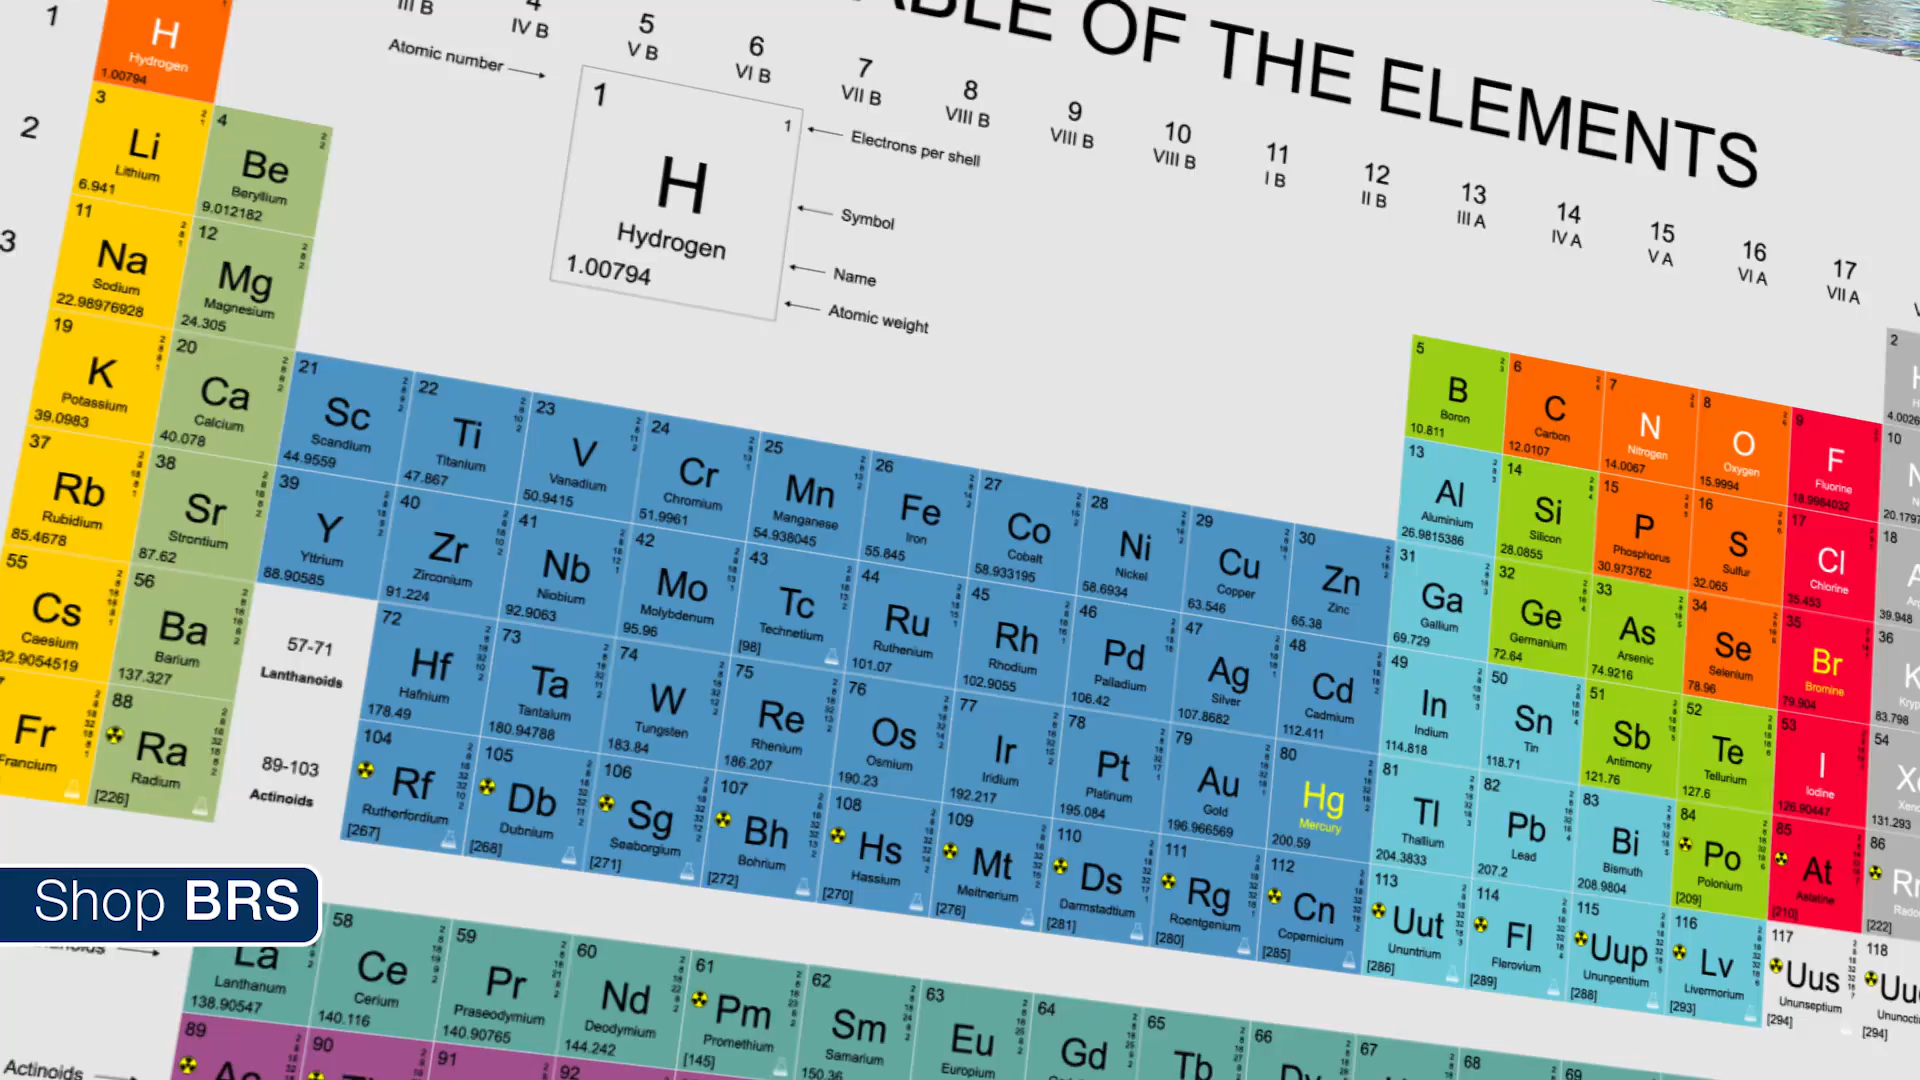 TABLE OF THE ELEMENTS
1
2
3
III B
4
IV B
5
V B
6
VI B
7
VII B
8
VIII B
9
VIII B
10
VIII B
11
I B
12
II B
13
III A
14
IV A
15
V A
16
VI A
17
VII A
Atomic number
1
1
H
Hydrogen
1.00794
Electrons per shell
Symbol
Name
Atomic weight
H
Hydrogen
1.00794
3
Li
Lithium
6.941
4
Be
Beryllium
9.012182
5
B
Boron
10.811
6
C
Carbon
12.0107
7
N
Nitrogen
14.0067
8
O
Oxygen
15.9994
9
F
Fluorine
18.9984032
2
4.0026
10
20.1797
11
Na
Sodium
22.98976928
12
Mg
Magnesium
24.305
13
Al
Aluminium
26.9815386
14
Si
Silicon
28.0855
15
P
Phosphorus
30.973762
16
S
Sulfur
32.065
17
Cl
Chlorine
35.453
18
39.948
19
K
Potassium
39.0983
20
Ca
Calcium
40.078
21
Sc
Scandium
44.9559
22
Ti
Titanium
47.867
23
V
Vanadium
50.9415
24
Cr
Chromium
51.9961
25
Mn
Manganese
54.938045
26
Fe
Iron
55.845
27
Co
Cobalt
58.933195
28
Ni
Nickel
58.6934
29
Cu
Copper
63.546
30
Zn
Zinc
65.38
31
Ga
Gallium
69.729
32
Ge
Germanium
72.64
33
As
Arsenic
74.9216
34
Se
Selenium
78.96
35
Br
Bromine
79.904
36
83.798
37
Rb
Rubidium
85.4678
38
Sr
Strontium
87.62
39
Y
Yttrium
88.90585
40
Zr
Zirconium
91.224
41
Nb
Niobium
92.9063
42
Mo
Molybdenum
95.96
43
Tc
Technetium
[98]
44
Ru
Ruthenium
101.07
45
Rh
Rhodium
102.9055
46
Pd
Palladium
106.42
47
Ag
Silver
107.8682
48
Cd
Cadmium
112.411
49
In
Indium
114.818
50
Sn
Tin
118.71
51
Sb
Antimony
121.76
52
Te
Tellurium
127.6
53
I
Iodine
126.90447
54
131.293
55
Cs
Caesium
32.9054519
56
Ba
Barium
137.327
57-71
Lanthanoids
72
Hf
Hafnium
178.49
73
Ta
Tantalum
180.94788
74
W
Tungsten
183.84
75
Re
Rhenium
186.207
76
Os
Osmium
190.23
77
Ir
Iridium
192.217
78
Pt
Platinum
195.084
79
Au
Gold
196.966569
80
Hg
Mercury
200.59
81
Tl
Thallium
204.3833
82
Pb
Lead
207.2
83
Bi
Bismuth
208.9804
84
Po
Polonium
[209]
85
At
Astatine
[210]
86
Rn
[222]
Fr
Francium
88
Ra
Radium
[226]
89-103
Actinoids
104
Rf
Rutherfordium
[267]
105
Db
Dubnium
[268]
106
Sg
Seaborgium
[271]
107
Bh
Bohrium
[272]
108
Hs
Hassium
[270]
109
Mt
Meitnerium
[276]
110
Ds
Darmstadtium
[281]
111
Rg
Roentgenium
[280]
112
Cn
Copernicium
[285]
113
Uut
Ununtrium
[286]
114
Fl
Flerovium
[289]
115
Uup
Ununpentium
[288]
116
Lv
Livermorium
[293]
117
Uus
Ununseptium
[294]
118
Uuo
[294]
Shop BRS
La
Lanthanum
138.90547
58
Ce
Cerium
140.116
59
Pr
Praseodymium
140.90765
60
Nd
Neodymium
144.242
61
Pm
Promethium
[145]
62
Sm
Samarium
150.36
63
Eu
Europium
64
Gd
65
Tb
66
Dy
67
68
69
Actinoids
89
Ac
90
Th
91
92